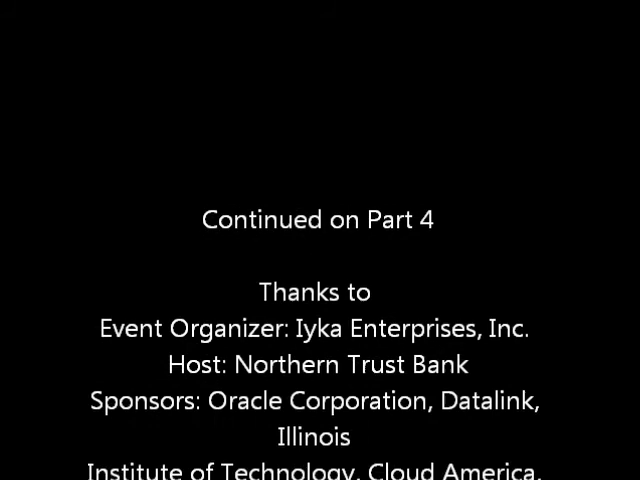 Continued on Part 4
Thanks to
Event Organizer: Iyka Enterprises, Inc.
Host: Northern Trust Bank
Sponsors: Oracle Corporation, Datalink,
Illinois
Institute of Technology, Cloud America,